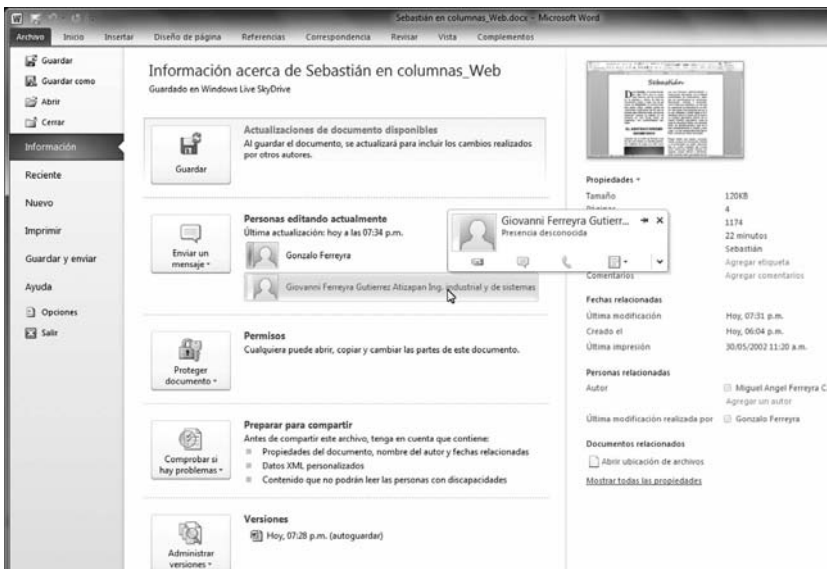 Sebastián en columnas_Web.docx - Microsoft Word
Archivo Inicio Insertar Diseño de página Referencias Correspondencia Revisar Vista Complementos
Guardar
Guardar como
Abrir
Cerrar
Información
Reciente
Nuevo
Imprimir
Guardar y enviar
Ayuda
Opciones
Salir
Información acerca de Sebastián en columnas_Web
Guardado en Windows Live SkyDrive
Guardar
Actualizaciones de documento disponibles
Al guardar el documento, se actualizará para incluir los cambios realizados
por otros autores.
Enviar un
mensaje
Personas editando actualmente
Última actualización: hoy a las 07:34 p.m.
Gonzalo Ferreyra
Giovanni Ferreyra Gutierrez Atizapan Ing. industrial y de sistemas
Giovanni Ferreyra Gutierr...
Presencia desconocida
Proteger
documento
Permisos
Cualquiera puede abrir, copiar y cambiar las partes de este documento.
Comprobar si
hay problemas
Preparar para compartir
Antes de compartir este archivo, tenga en cuenta que contiene:
Propiedades del documento, nombre del autor y fechas relacionadas
Datos XML personalizados
Contenido que no podrán leer las personas con discapacidades
Administrar
versiones
Versiones
Hoy, 07:28 p.m. (autoguardar)
Sebastián
Propiedades
Tamaño 120KB
4
1174
22 minutos
Sebastián
Agregar etiqueta
Comentarios Agregar comentarios
Fechas relacionadas
Última modificación Hoy, 07:31 p.m.
Creado el Hoy, 06:04 p.m.
Última impresión 30/05/2002 11:20 a.m.
Personas relacionadas
Autor Miguel Angel Ferreyra C
Agregar un autor
Última modificación realizada por Gonzalo Ferreyra
Documentos relacionados
Abrir ubicación de archivos
Mostrar todas las propiedades